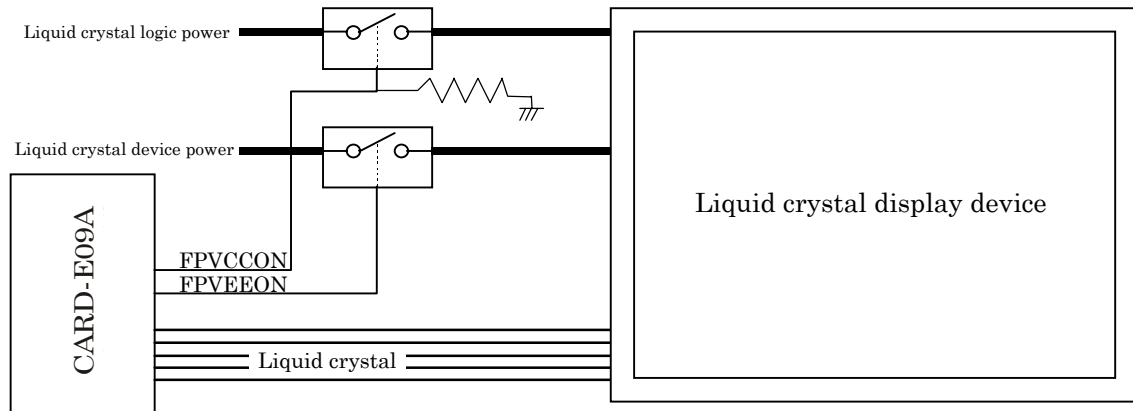 Liquid crystal logic power
Liquid crystal device power
CARD-E09A
FPVCCON
FPVEEON
Liquid crystal
Liquid crystal display device